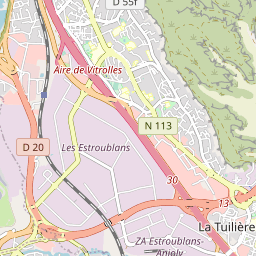 D 55f
Aire de Vitrolles
N 113
D 20
Les Estroublans
30
13
La Tuilière
ZA Estroublans-
Anjoly